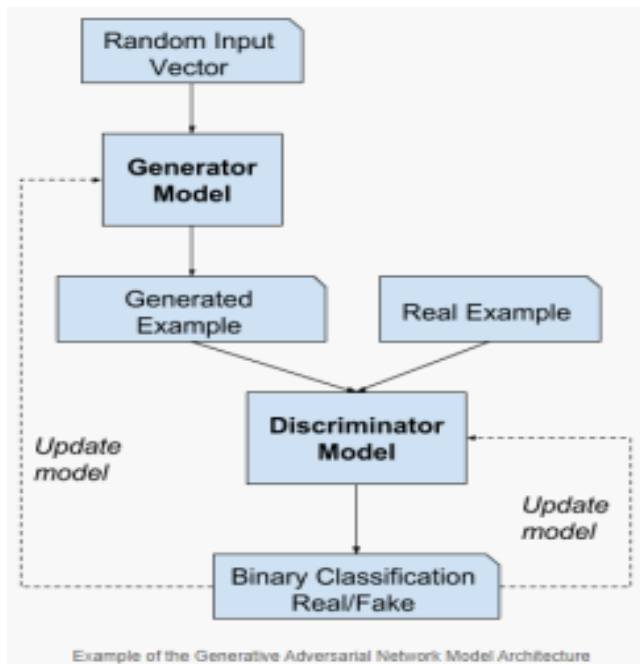 Random Input
Vector
Generator
Model
Generated
Example
Real Example
Discriminator
Model
Update
model
Update
model
Binary Classification
Real/Fake
Example of the Generative Adversarial Network Model Architecture